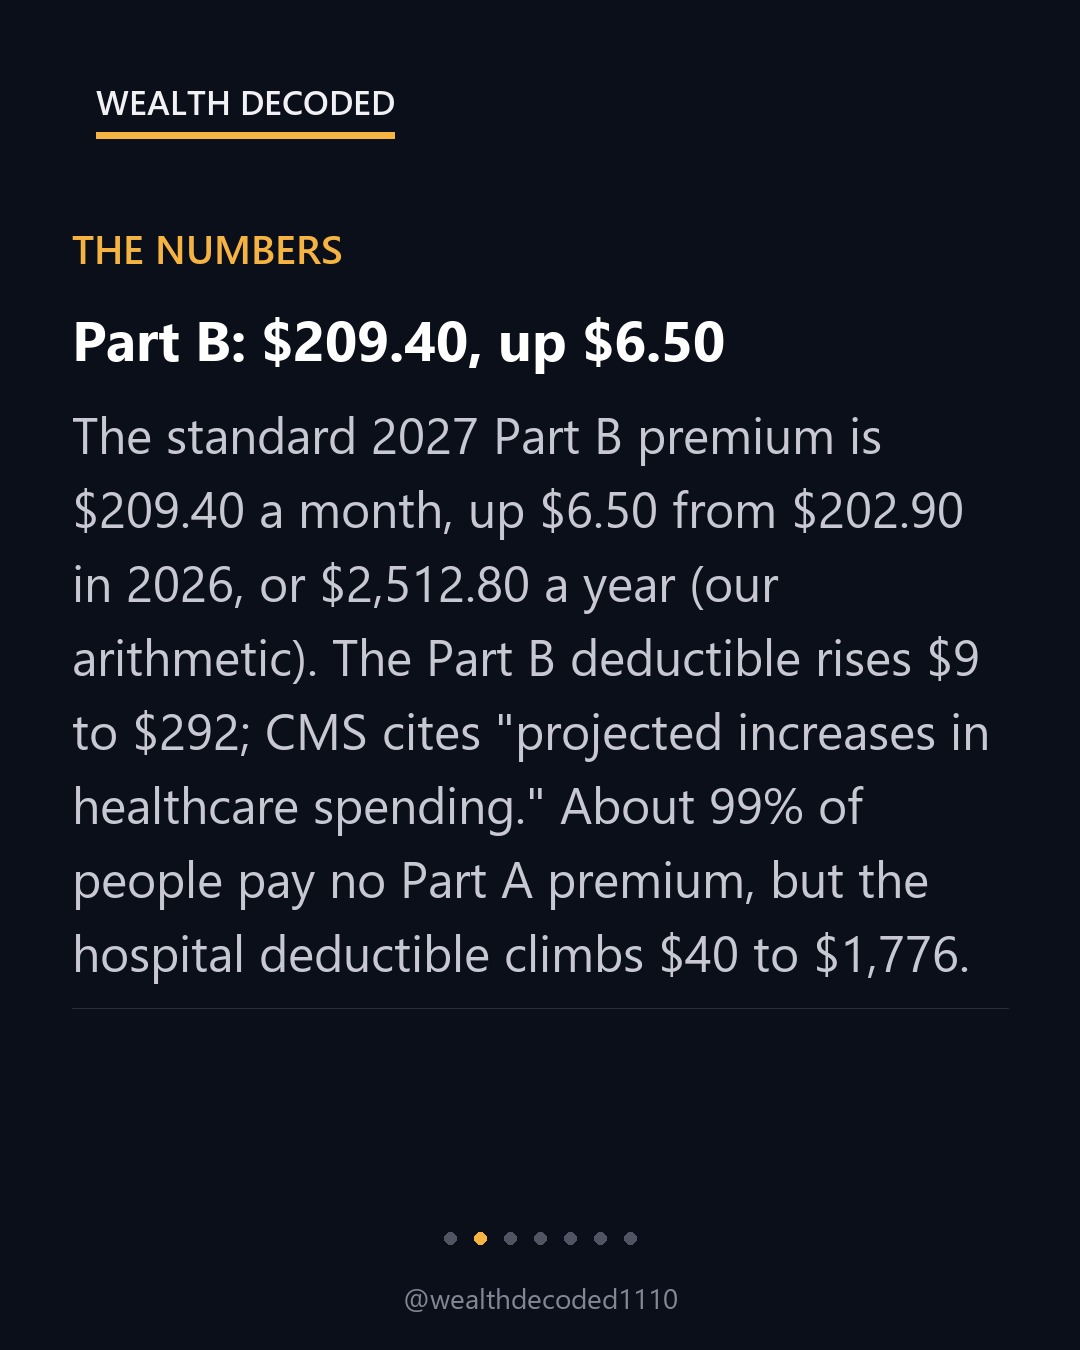 WEALTH DECODED
THE NUMBERS
Part B: $209.40, up $6.50
The standard 2027 Part B premium is
$209.40 a month, up $6.50 from $202.90
in 2026, or $2,512.80 a year (our
arithmetic). The Part B deductible rises $9
to $292; CMS cites "projected increases in
healthcare spending." About 99% of
people pay no Part A premium, but the
hospital deductible climbs $40 to $1,776.
@wealthdecoded1110